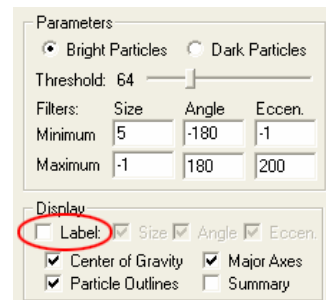 Parameters
Bright Particles Dark Particles
Threshold: 64
Filters: Size Angle Eccen.
Minimum 5 -180 -1
Maximum -1 180 200
Display
Label: Size Angle Eccen.
Center of Gravity Major Axes
Particle Outlines Summary